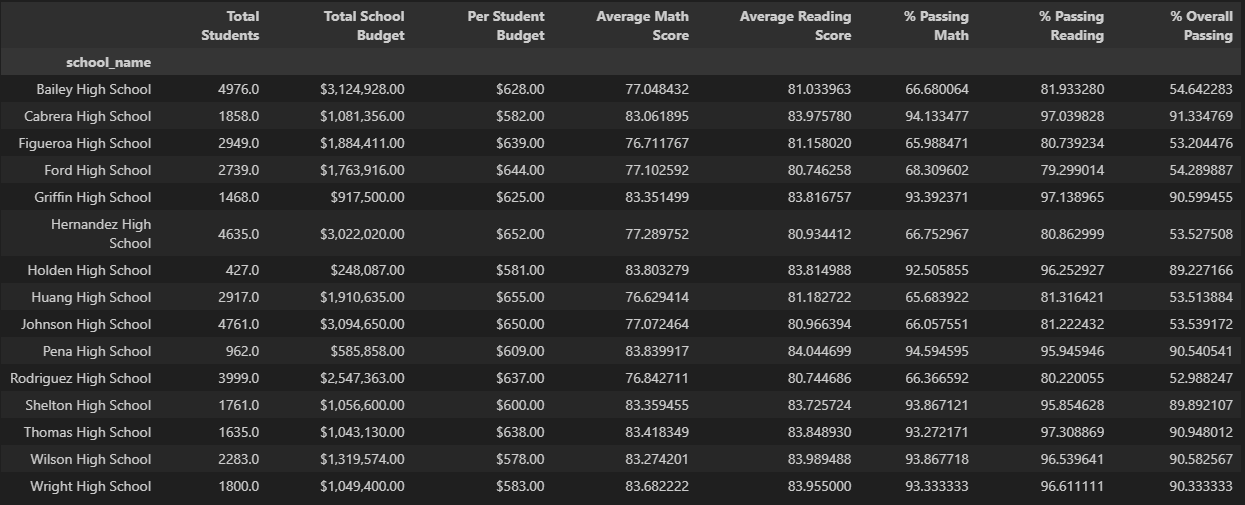 Total Students Total School Budget Per Student Budget Average Math Score Average Reading Score % Passing Math % Passing Reading % Overall Passing
school_name
Bailey High School 4976.0 $3,124,928.00 $628.00 77.048432 81.033963 66.680064 81.933280 54.642283
Cabrera High School 1858.0 $1,081,356.00 $582.00 83.061895 83.975780 94.133477 97.039828 91.334769
Figueroa High School 2949.0 $1,884,411.00 $639.00 76.711767 81.158020 65.988471 80.739234 53.204476
Ford High School 2739.0 $1,763,916.00 $644.00 77.102592 80.746258 68.309602 79.299014 54.289887
Griffin High School 1468.0 $917,500.00 $625.00 83.351499 83.816757 93.392371 97.138965 90.599455
Hernandez High School 4635.0 $3,022,020.00 $652.00 77.289752 80.934412 66.752967 80.862999 53.527508
Holden High School 427.0 $248,087.00 $581.00 83.803279 83.814988 92.505855 96.252927 89.227166
Huang High School 2917.0 $1,910,635.00 $655.00 76.629414 81.182722 65.683922 81.316421 53.513884
Johnson High School 4761.0 $3,094,650.00 $650.00 77.072464 80.966394 66.057551 81.222432 53.539172
Pena High School 962.0 $585,858.00 $609.00 83.839917 84.044699 94.594595 95.945946 90.540541
Rodriguez High School 3999.0 $2,547,363.00 $637.00 76.842711 80.744686 66.366592 80.220055 52.988247
Shelton High School 1761.0 $1,056,600.00 $600.00 83.359455 83.725724 93.867121 95.854628 89.892107
Thomas High School 1635.0 $1,043,130.00 $638.00 83.418349 83.848930 93.272171 97.308869 90.948012
Wilson High School 2283.0 $1,319,574.00 $578.00 83.274201 83.989488 93.867718 96.539641 90.582567
Wright High School 1800.0 $1,049,400.00 $583.00 83.682222 83.955000 93.333333 96.611111 90.333333